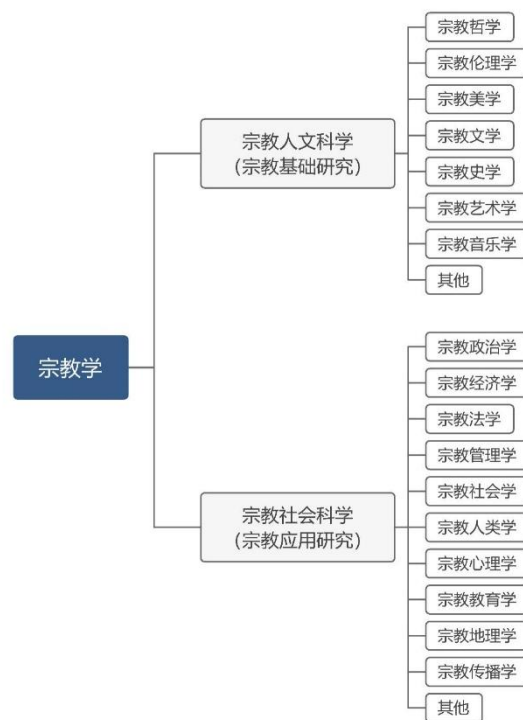 宗教学
宗教人文科学
（宗教基础研究）
宗教哲学
宗教伦理学
宗教美学
宗教文学
宗教史学
宗教艺术学
宗教音乐学
其他
宗教社会科学
（宗教应用研究）
宗教政治学
宗教经济学
宗教法学
宗教管理学
宗教社会学
宗教人类学
宗教心理学
宗教教育学
宗教地理学
宗教传播学
其他